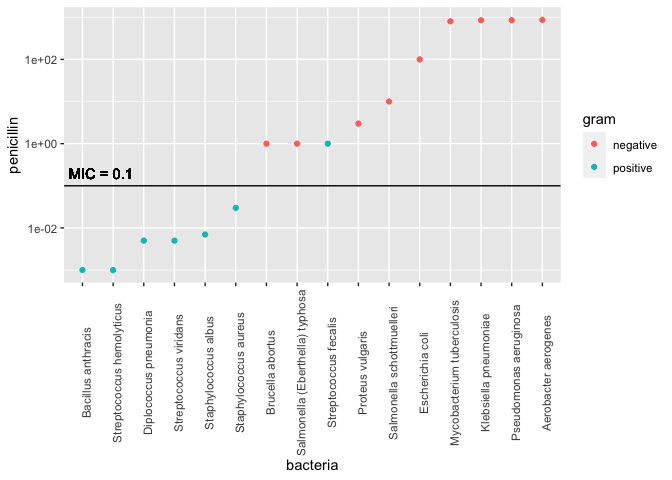 penicillin
1e+02
1e+00
1e-02
MIC = 0.1
Bacillus anthracis
Streptococcus hemolyticus
Diplococcus pneumonia
Streptococcus viridans
Staphylococcus albus
Staphylococcus aureus
Brucella abortus
Salmonella (Eberthella) typhosa
Streptococcus fecalis
Proteus vulgaris
Salmonella schottmuelleri
Escherichia coli
Mycobacterium tuberculosis
Klebsiella pneumoniae
Pseudomonas aeruginosa
Aerobacter aerogenes
bacteria
gram
negative
positive